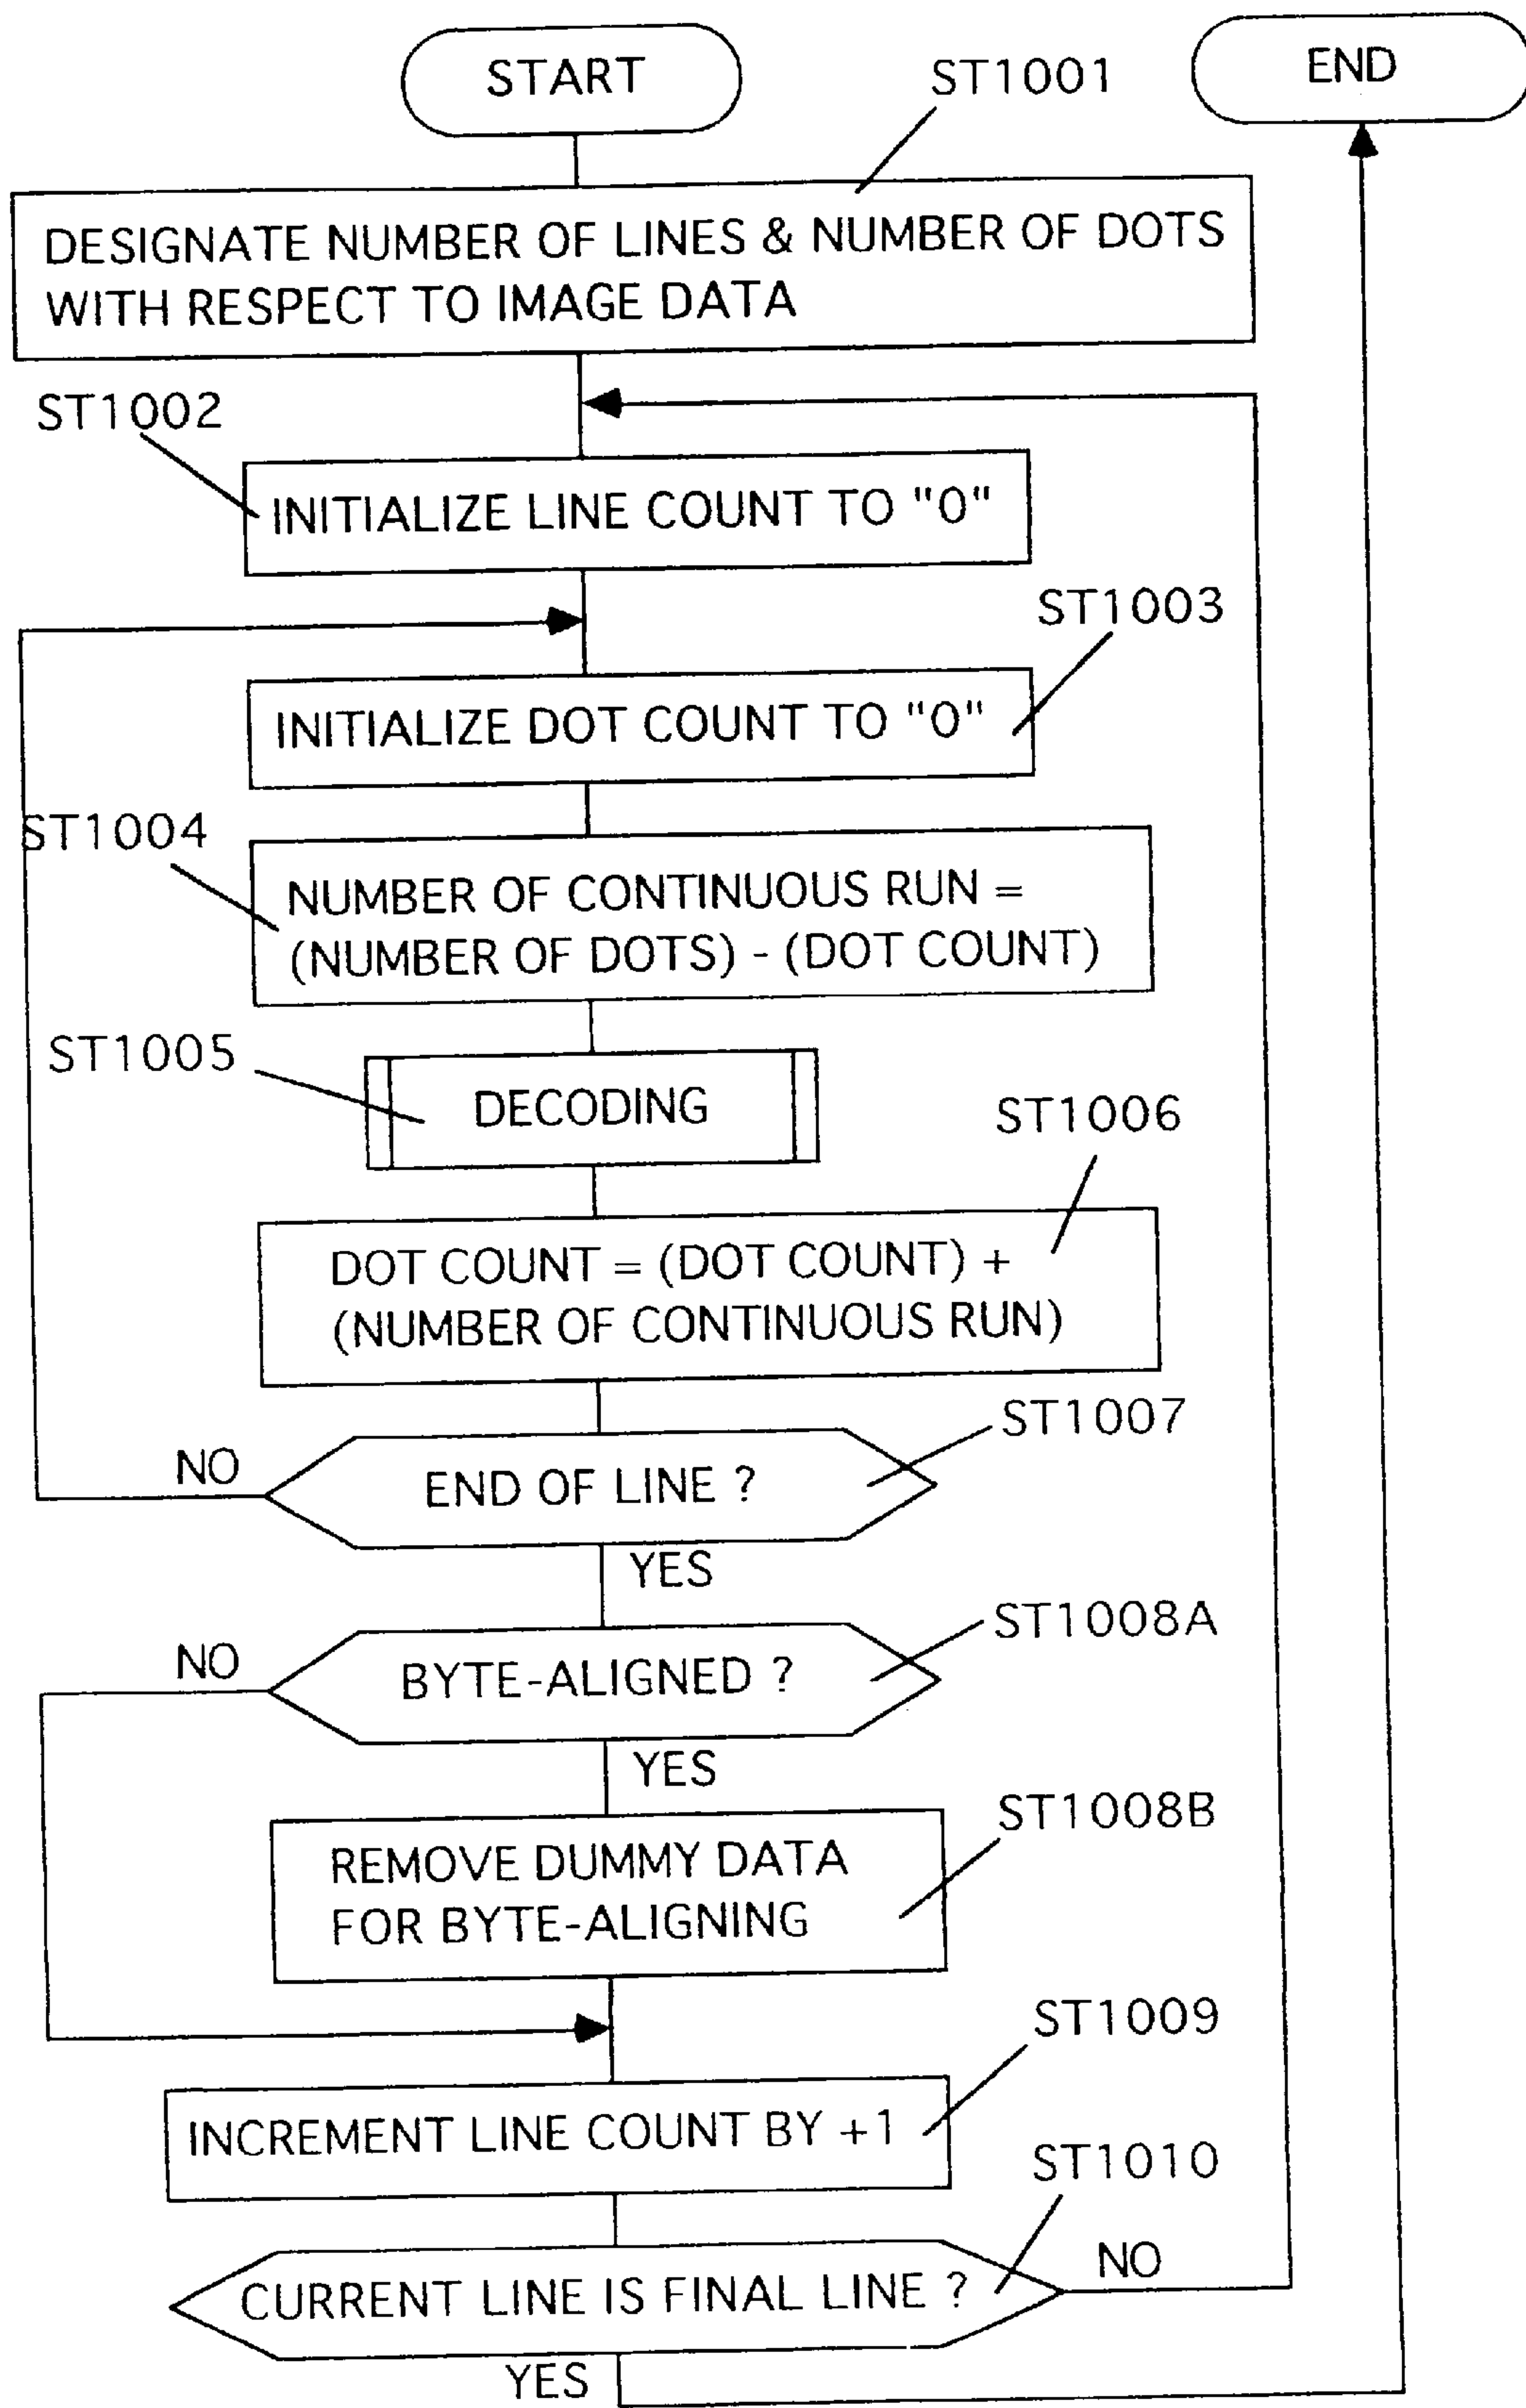 START
END
ST1001
DESIGNATE NUMBER OF LINES & NUMBER OF DOTS
WITH RESPECT TO IMAGE DATA
ST1002
INITIALIZE LINE COUNT TO "0"
ST1003
INITIALIZE DOT COUNT TO "0"
ST1004
NUMBER OF CONTINUOUS RUN =
(NUMBER OF DOTS) - (DOT COUNT)
ST1005
DECODING
ST1006
DOT COUNT = (DOT COUNT) +
(NUMBER OF CONTINUOUS RUN)
ST1007
NO
END OF LINE ?
YES
ST1008A
NO
BYTE-ALIGNED ?
YES
ST1008B
REMOVE DUMMY DATA
FOR BYTE-ALIGNING
ST1009
INCREMENT LINE COUNT BY +1
ST1010
CURRENT LINE IS FINAL LINE ?
NO
YES